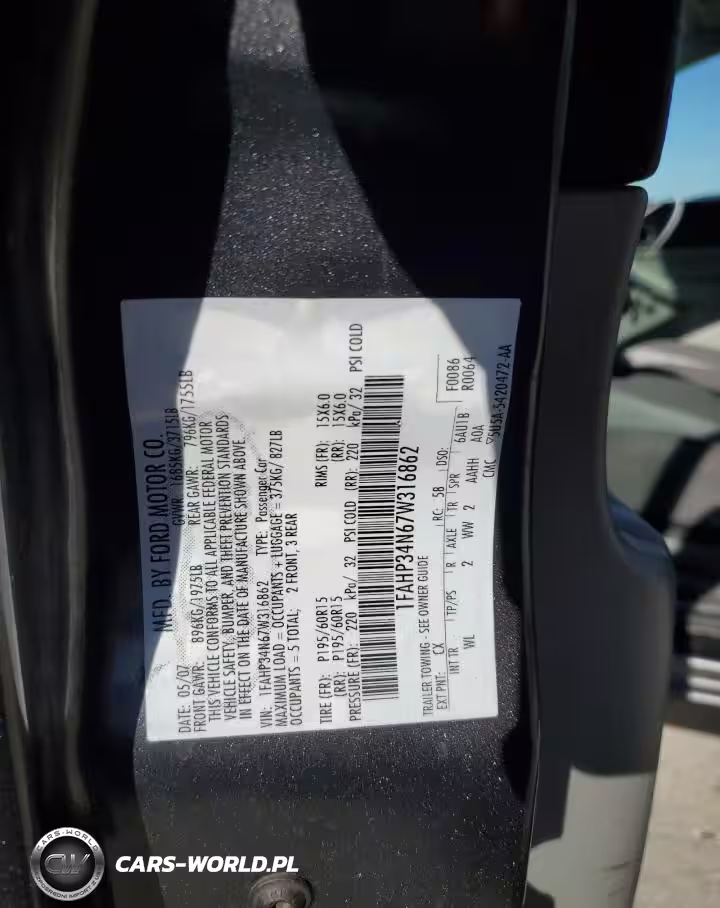 MFD. BY FORD MOTOR CO.
DATE: 05/07 GVWR: 1685KG/3715LB
FRONT GAWR: 896KG/1975LB REAR GAWR: 796KG/1755LB
THIS VEHICLE CONFORMS TO ALL APPLICABLE FEDERAL MOTOR
VEHICLE SAFETY, BUMPER, AND THEFT PREVENTION STANDARDS
IN EFFECT ON THE DATE OF MANUFACTURE SHOWN ABOVE.
VIN: 1FAHP34N67W316862 TYPE: Passenger Car
MAXIMUM LOAD = OCCUPANTS + LUGGAGE = 375KG/ 827LB
OCCUPANTS = 5 TOTAL; 2 FRONT, 3 REAR
TIRE (FR): P195/60R15 RIMS (FR): 15X6.0
(RR): P195/60R15 (RR): 15X6.0
PRESSURE (FR): 220 kPa/ 32 PSI COLD (RR): 220 kPa/ 32 PSI COLD
1FAHP34N67W316862
TRAILER TOWING - SEE OWNER GUIDE F0086
EXT PNT: CX RC: 58 DSO: R0064
INT TR TP/PS R AXLE TR SPR 6AU1B
WL 2 WW 2 AAHH A0A
CMC 5U5A-5420472-AA
CARS-WORLD
CW
CARS-WORLD.PL